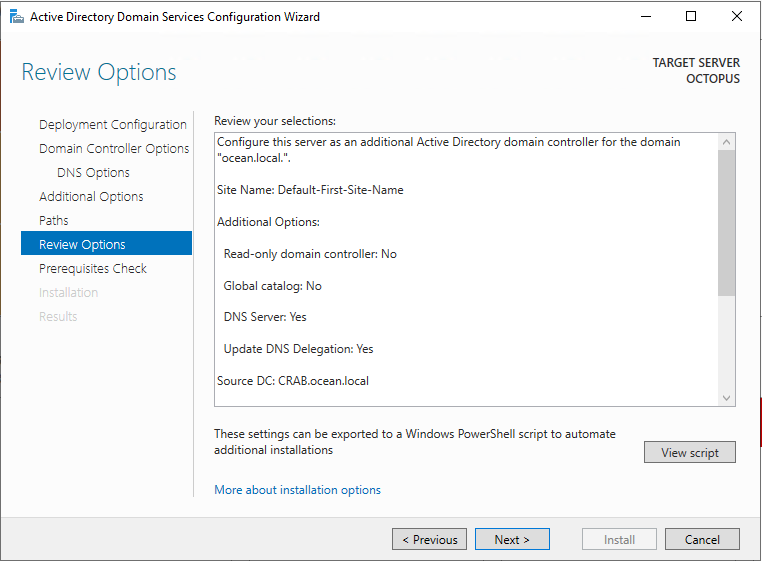 Active Directory Domain Services Configuration Wizard
Review Options
TARGET SERVER
OCTOPUS
Deployment Configuration
Domain Controller Options
DNS Options
Additional Options
Paths
Review Options
Prerequisites Check
Installation
Results
Review your selections:
Configure this server as an additional Active Directory domain controller for the domain
"ocean.local.".
Site Name: Default-First-Site-Name
Additional Options:
Read-only domain controller: No
Global catalog: No
DNS Server: Yes
Update DNS Delegation: Yes
Source DC: CRAB.ocean.local
These settings can be exported to a Windows PowerShell script to automate
additional installations
View script
More about installation options
< Previous
Next >
Install
Cancel